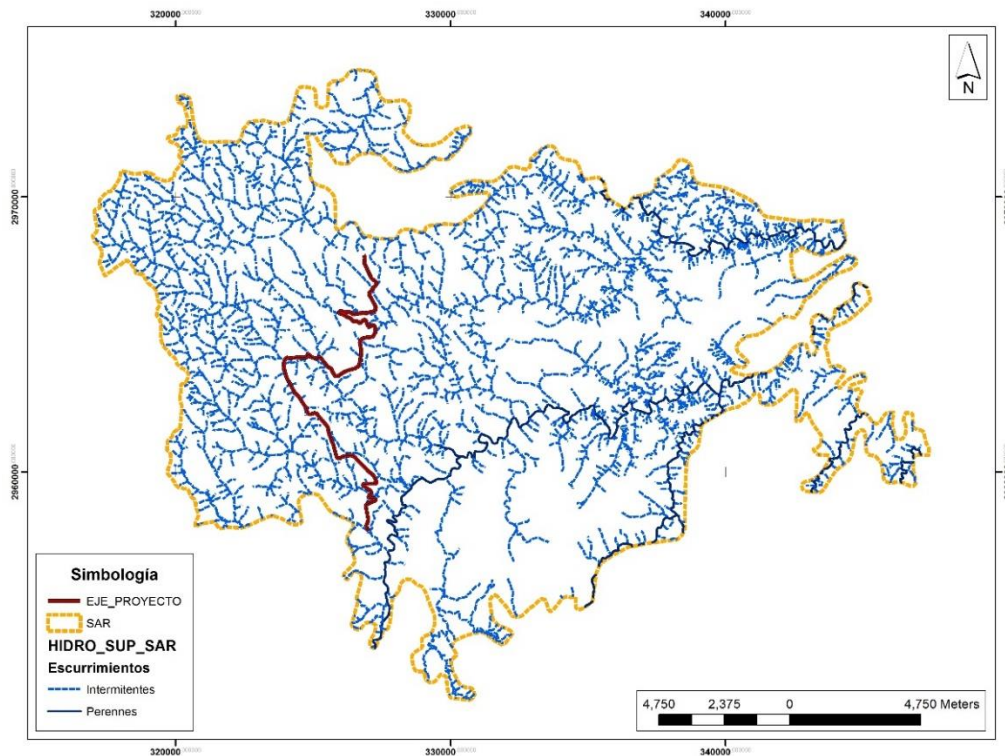 320000 330000 340000
N
2970000
2960000
Simbología
EJE_PROYECTO
SAR
HIDRO_SUP_SAR
Escurrimientos
Intermitentes
Perennes
4,750 2,375 0 4,750 Meters
320000 330000 340000